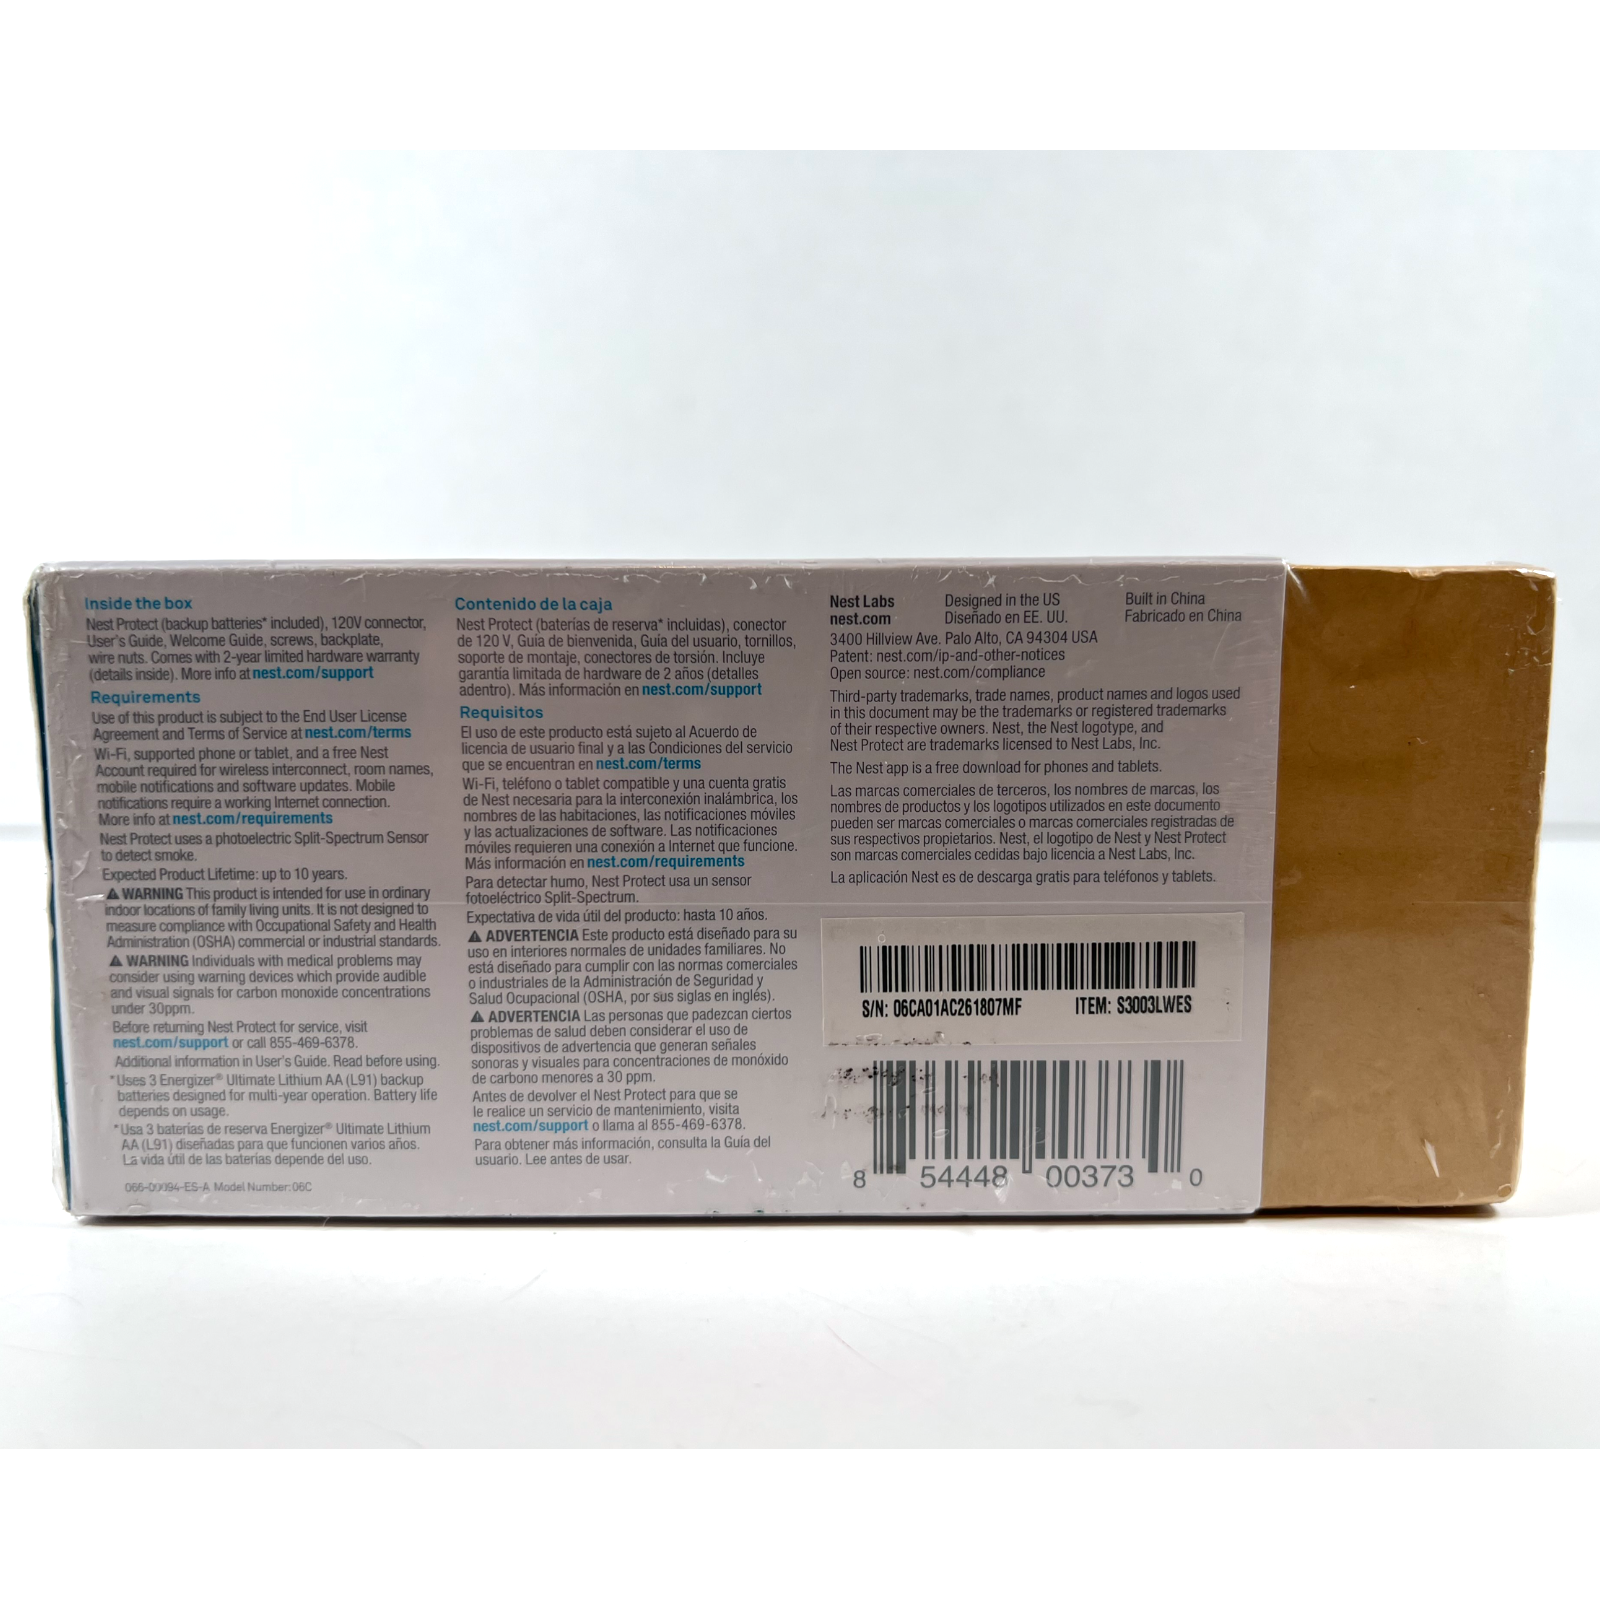 Inside the box
Nest Protect (backup batteries* included), 120V connector,
User's Guide, Welcome Guide, screws, backplate,
wire nuts. Comes with 2-year limited hardware warranty
(details inside). More info at nest.com/support
Requirements
Use of this product is subject to the End User License
Agreement and Terms of Service at nest.com/terms
Wi-Fi, supported phone or tablet, and a free Nest
Account required for wireless interconnect, room names,
mobile notifications and software updates. Mobile
notifications require a working Internet connection.
More info at nest.com/requirements
Nest Protect uses a photoelectric Split-Spectrum Sensor
to detect smoke.
Expected Product Lifetime: up to 10 years.
⚠ WARNING This product is intended for use in ordinary
indoor locations of family living units. It is not designed to
measure compliance with Occupational Safety and Health
Administration (OSHA) commercial or industrial standards.
⚠ WARNING Individuals with medical problems may
consider using warning devices which provide audible
and visual signals for carbon monoxide concentrations
under 30ppm.
Before returning Nest Protect for service, visit
nest.com/support or call 855-469-6378.
Additional information in User's Guide. Read before using.
*Uses 3 Energizer® Ultimate Lithium AA (L91) backup
batteries designed for multi-year operation. Battery life
depends on usage.
*Usa 3 baterías de reserva Energizer® Ultimate Lithium
AA (L91) diseñadas para que funcionen varios años.
La vida útil de las baterías depende del uso.
066-00094-ES-A Model Number: 06C
Contenido de la caja
Nest Protect (baterías de reserva* incluidas), conector
de 120 V, Guía de bienvenida, Guía del usuario, tornillos,
soporte de montaje, conectores de torsión. Incluye
garantía limitada de hardware de 2 años (detalles
adentro). Más información en nest.com/support
Requisitos
El uso de este producto está sujeto al Acuerdo de
licencia de usuario final y a las Condiciones del servicio
que se encuentran en nest.com/terms
Wi-Fi, teléfono o tablet compatible y una cuenta gratis
de Nest necesaria para la interconexión inalámbrica, los
nombres de las habitaciones, las notificaciones móviles
y las actualizaciones de software. Las notificaciones
móviles requieren una conexión a Internet que funcione.
Más información en nest.com/requirements
Para detectar humo, Nest Protect usa un sensor
fotoeléctrico Split-Spectrum.
Expectativa de vida útil del producto: hasta 10 años.
⚠ ADVERTENCIA Este producto está diseñado para su
uso en interiores normales de unidades familiares. No
está diseñado para cumplir con las normas comerciales
o industriales de la Administración de Seguridad y
Salud Ocupacional (OSHA, por sus siglas en inglés).
⚠ ADVERTENCIA Las personas que padezcan ciertos
problemas de salud deben considerar el uso de
dispositivos de advertencia que generan señales
sonoras y visuales para concentraciones de monóxido
de carbono menores a 30 ppm.
Antes de devolver el Nest Protect para que se
le realice un servicio de mantenimiento, visita
nest.com/support o llama al 855-469-6378.
Para obtener más información, consulta la Guía del
usuario. Lee antes de usar.
Nest Labs
nest.com
Designed in the US
Diseñado en EE. UU.
Built in China
Fabricado en China
3400 Hillview Ave. Palo Alto, CA 94304 USA
Patent: nest.com/ip-and-other-notices
Open source: nest.com/compliance
Third-party trademarks, trade names, product names and logos used
in this document may be the trademarks or registered trademarks
of their respective owners. Nest, the Nest logotype, and
Nest Protect are trademarks licensed to Nest Labs, Inc.
The Nest app is a free download for phones and tablets.
Las marcas comerciales de terceros, los nombres de marcas, los
nombres de productos y los logotipos utilizados en este documento
pueden ser marcas comerciales o marcas comerciales registradas de
sus respectivos propietarios. Nest, el logotipo de Nest y Nest Protect
son marcas comerciales cedidas bajo licencia a Nest Labs, Inc.
La aplicación Nest es de descarga gratis para teléfonos y tablets.
S/N: 06CA01AC261807MF ITEM: S3003LWES
8 54448 00373 0